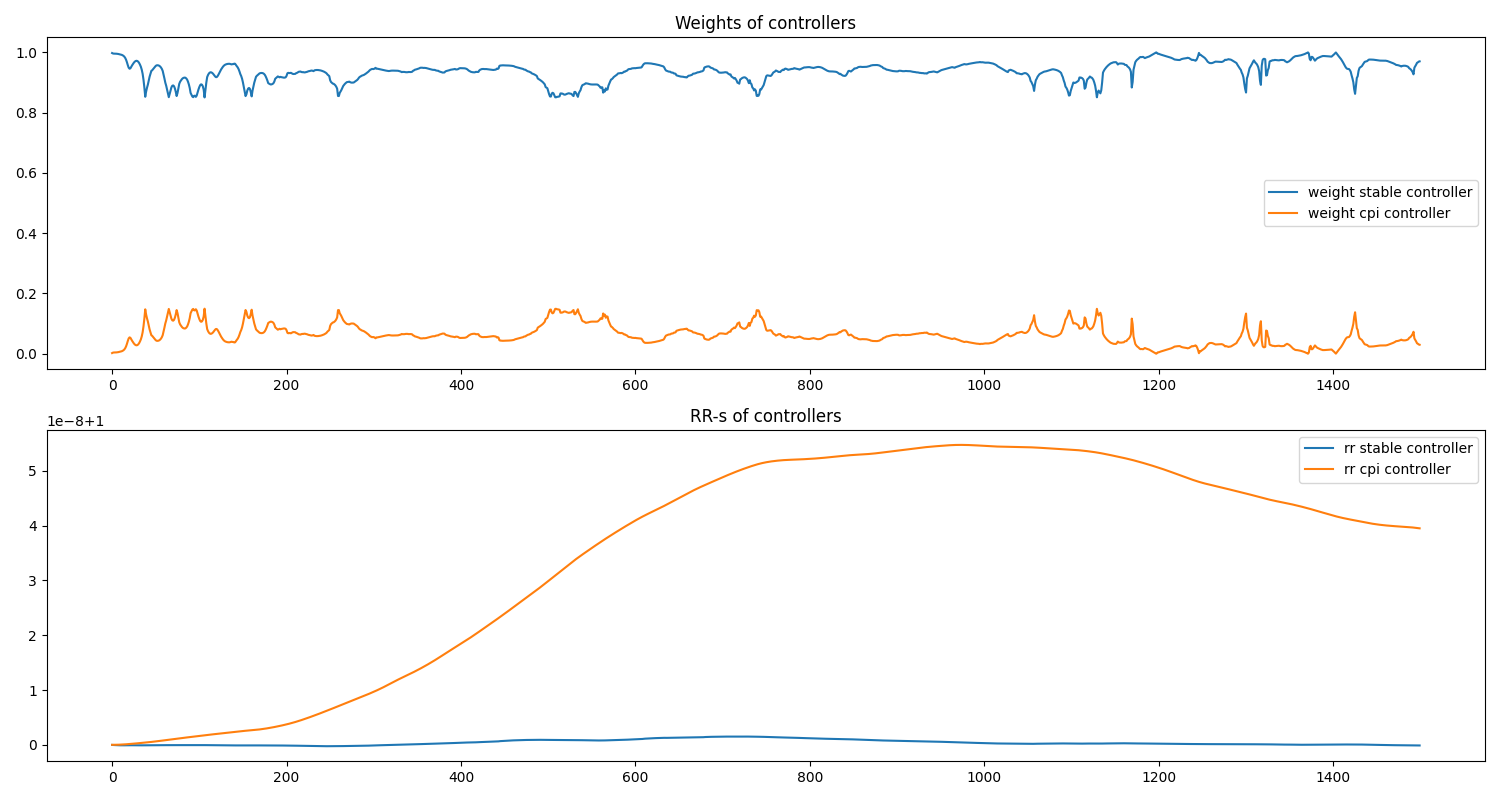 Weights of controllers
1.0
0.8
0.6
0.4
0.2
0.0
weight stable controller
weight cpi controller
0 200 400 600 800 1000 1200 1400
RR-s of controllers
1e−8+1
5
4
3
2
1
0
rr stable controller
rr cpi controller
0 200 400 600 800 1000 1200 1400